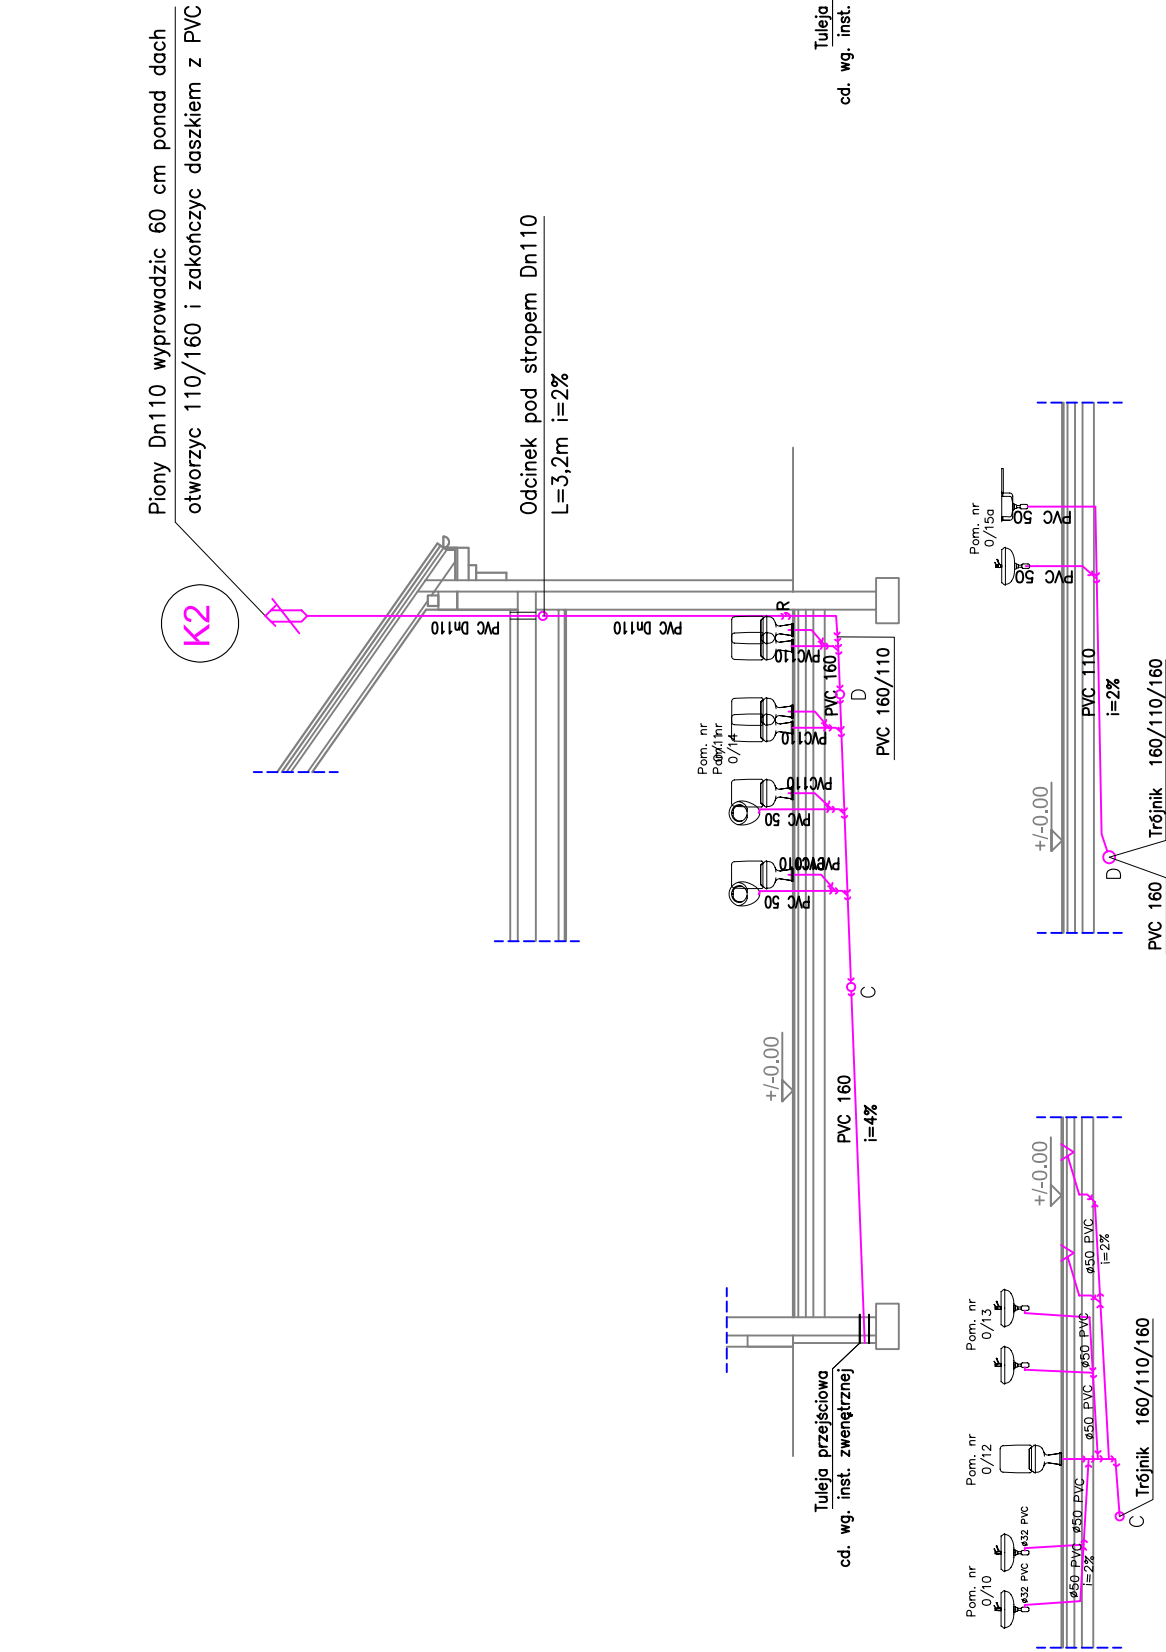 Piony Dn110 wyprowadzic 60 cm ponad dach
otworzyc 110/160 i zakończyc daszkiem z PVC
K2
Odcinek pod stropem Dn110
L=3,2m i=2%
PVC Dn110
PVC Dn110
R
PVC110
PVC 160
D
PVC 160/110
Pom. nr
Pom. nr
0/14
PVC110
PVC110
PVC 50
PVC 50
C
+/-0.00
PVC 160
i=4%
Tuleja przejściowa
cd. wg. inst. zwenętrznej
Tuleja
cd. wg. inst.
Pom. nr
0/15a
PVC 50
PVC 50
PVC 110
i=2%
+/-0.00
D
Trójnik 160/110/160
PVC 160/
+/-0.00
ø50 PVC
i=2%
Pom. nr
0/13
ø50 PVC
ø50 PVC
Pom. nr
0/12
Pom. nr
0/10
ø32 PVC
ø32 PVC
ø50 PVC
ø50 PVC
i=2%
C
Trójnik 160/110/160